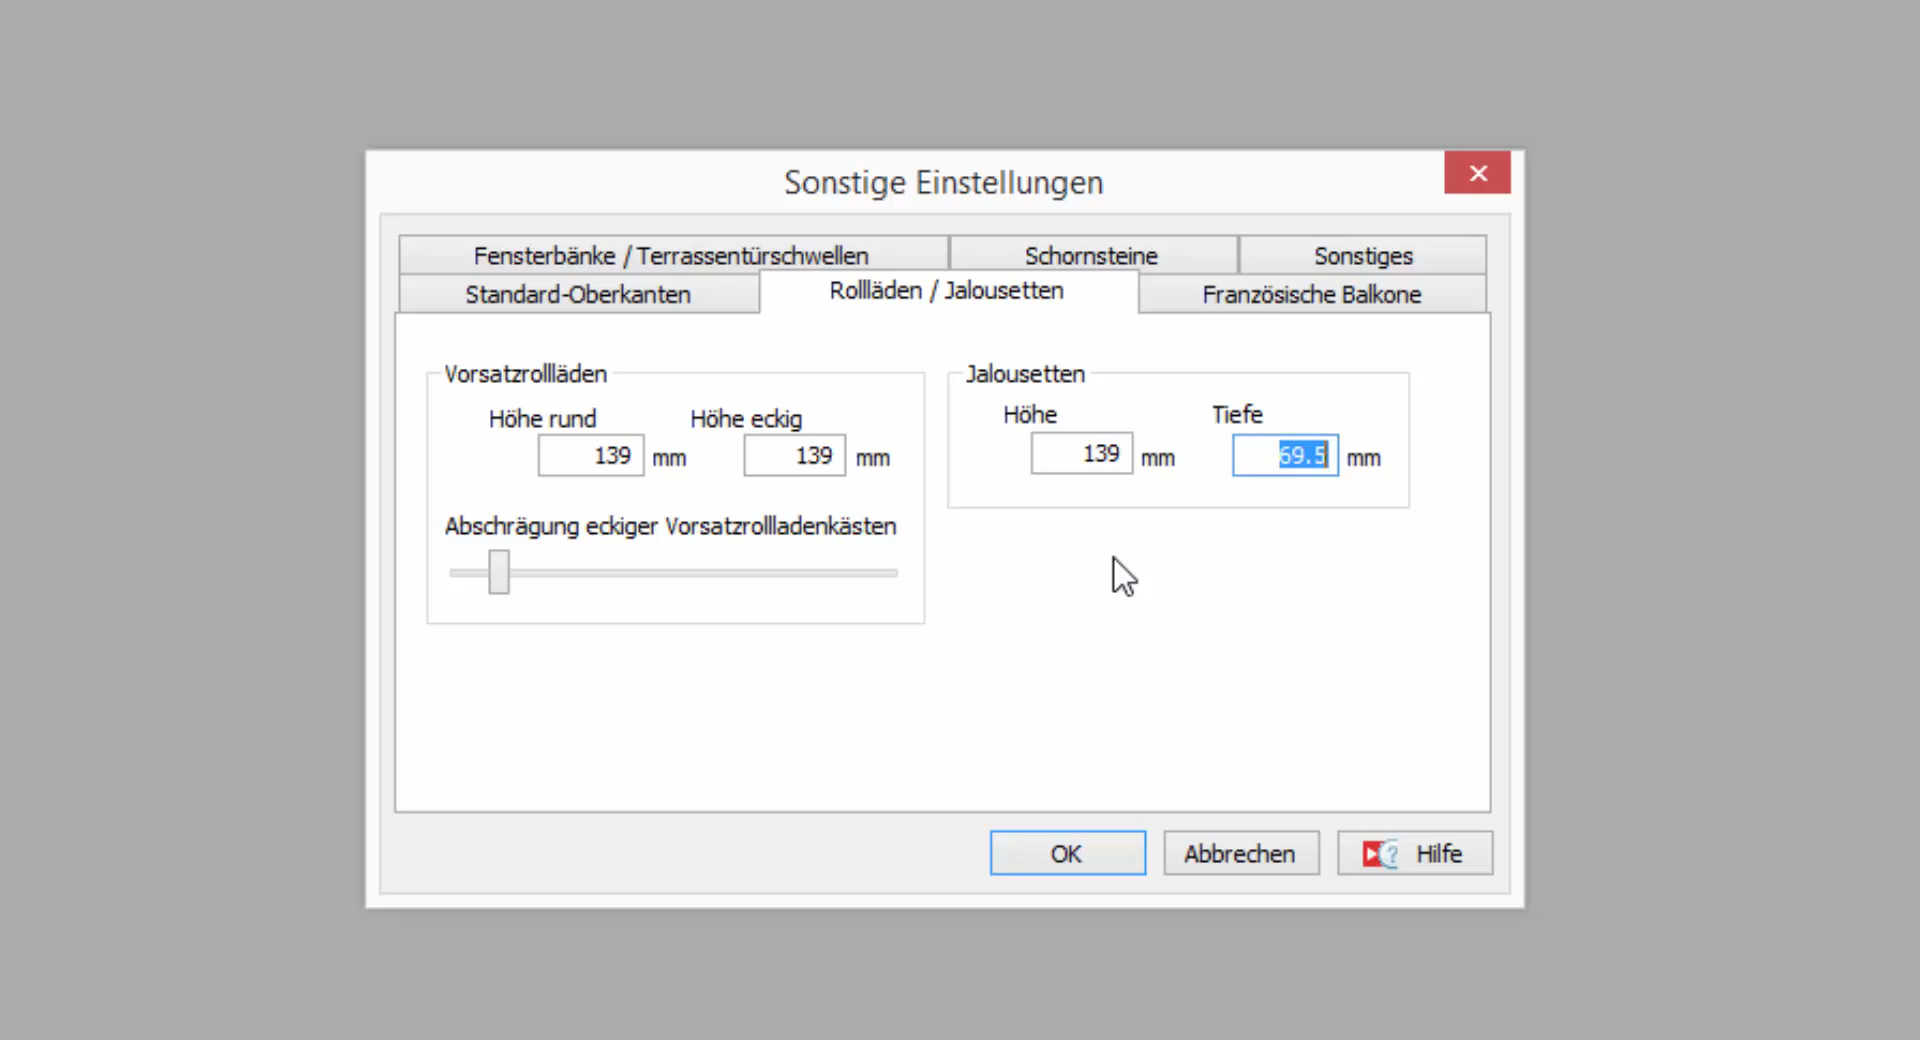 Sonstige Einstellungen
Fensterbänke / Terrassentürschwellen Schornsteine Sonstiges
Standard-Oberkanten Rollläden / Jalousetten Französische Balkone
Vorsatzrollläden
Höhe rund Höhe eckig
139 mm 139 mm
Abschrägung eckiger Vorsatzrollladenkästen
Jalousetten
Höhe Tiefe
139 mm 69.5 mm
OK Abbrechen Hilfe